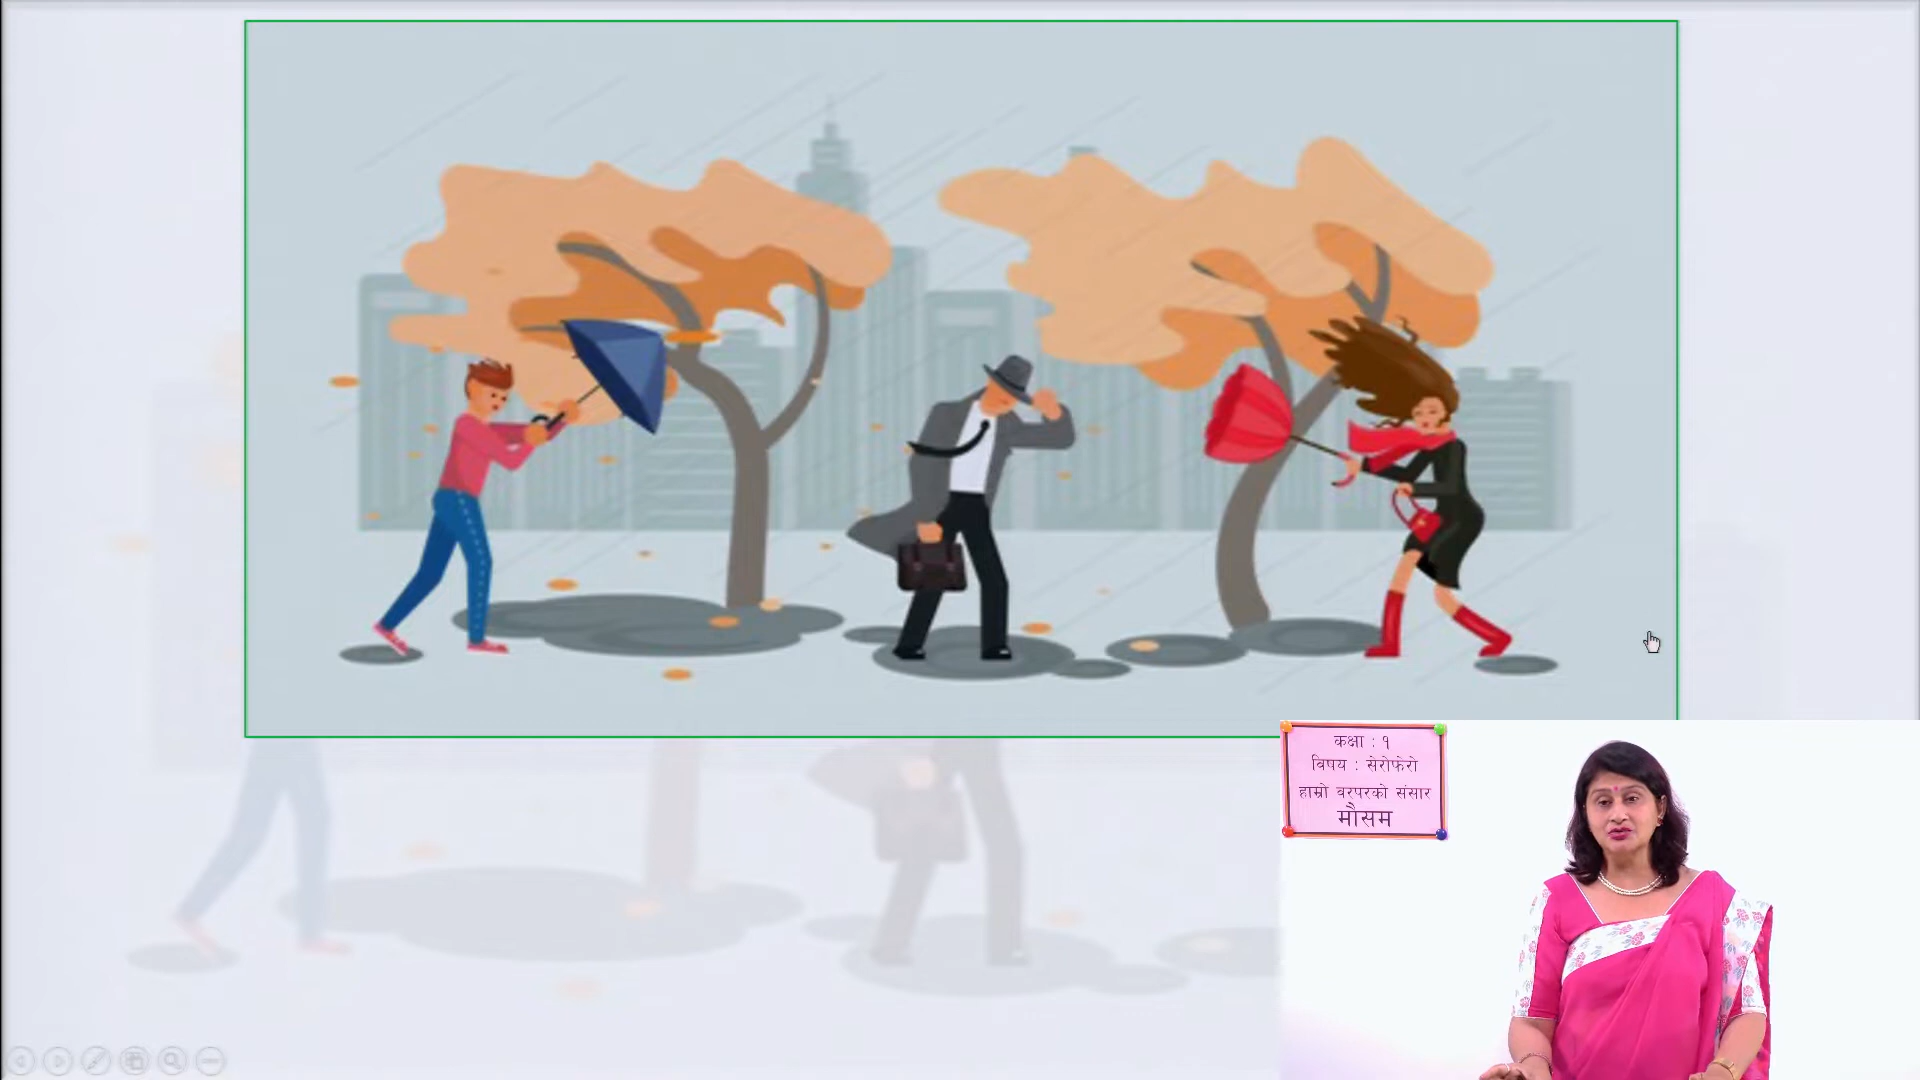 कक्षा : १
विषय : सेरोफेरो
हाम्रो वरपरको संसार
मौसम